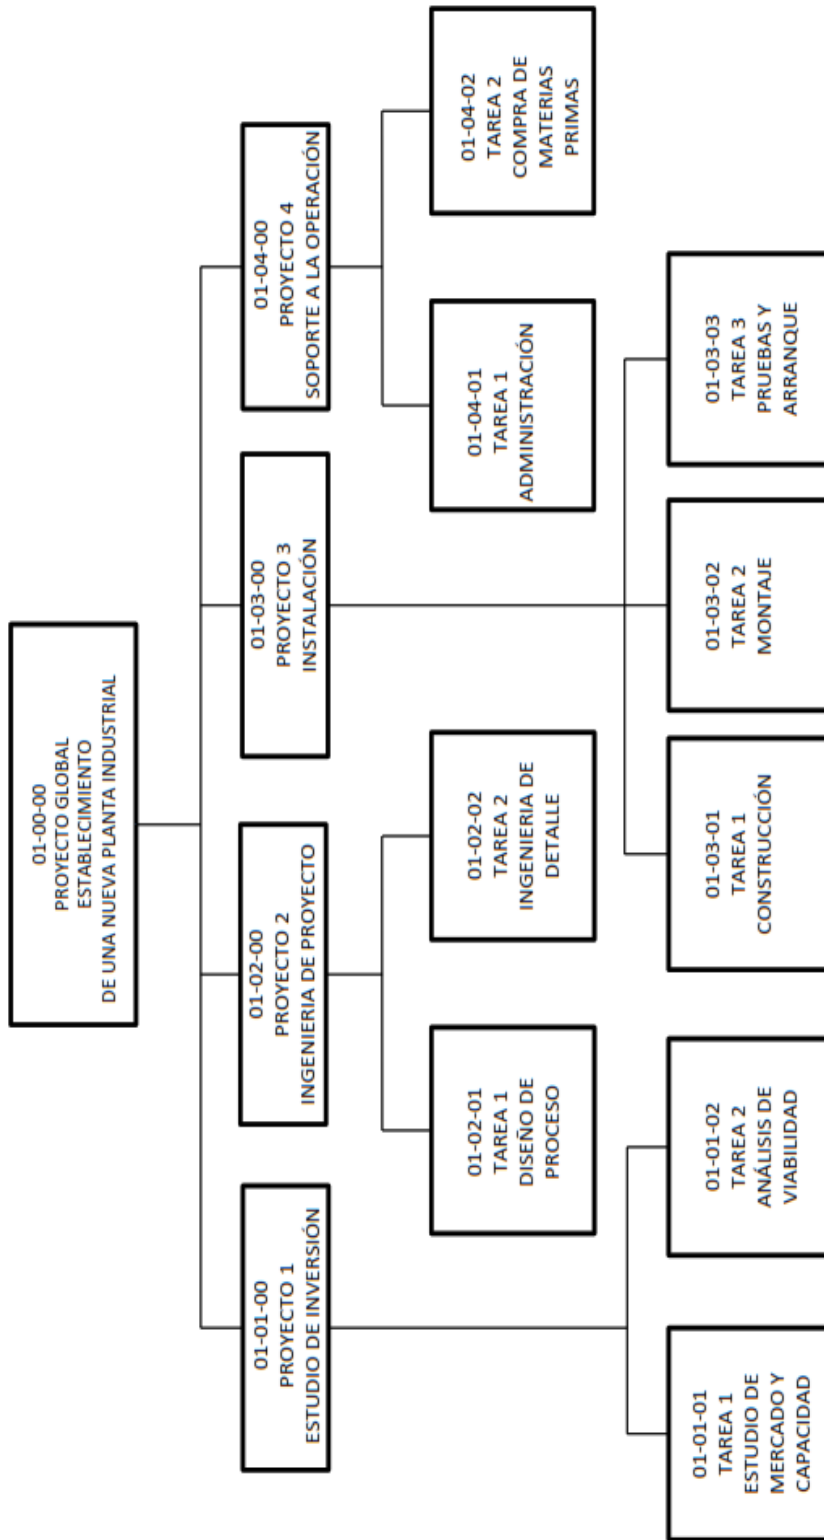 01-00-00
PROYECTO GLOBAL
ESTABLECIMIENTO
DE UNA NUEVA PLANTA INDUSTRIAL
01-01-00
PROYECTO 1
ESTUDIO DE INVERSIÓN
01-02-00
PROYECTO 2
INGENIERIA DE PROYECTO
01-03-00
PROYECTO 3
INSTALACIÓN
01-04-00
PROYECTO 4
SOPORTE A LA OPERACIÓN
01-02-01
TAREA 1
DISEÑO DE
PROCESO
01-02-02
TAREA 2
INGENIERIA DE
DETALLE
01-04-01
TAREA 1
ADMINISTRACIÓN
01-04-02
TAREA 2
COMPRA DE
MATERIAS
PRIMAS
01-01-01
TAREA 1
ESTUDIO DE
MERCADO Y
CAPACIDAD
01-01-02
TAREA 2
ANÁLISIS DE
VIABILIDAD
01-03-01
TAREA 1
CONSTRUCCIÓN
01-03-02
TAREA 2
MONTAJE
01-03-03
TAREA 3
PRUEBAS Y
ARRANQUE